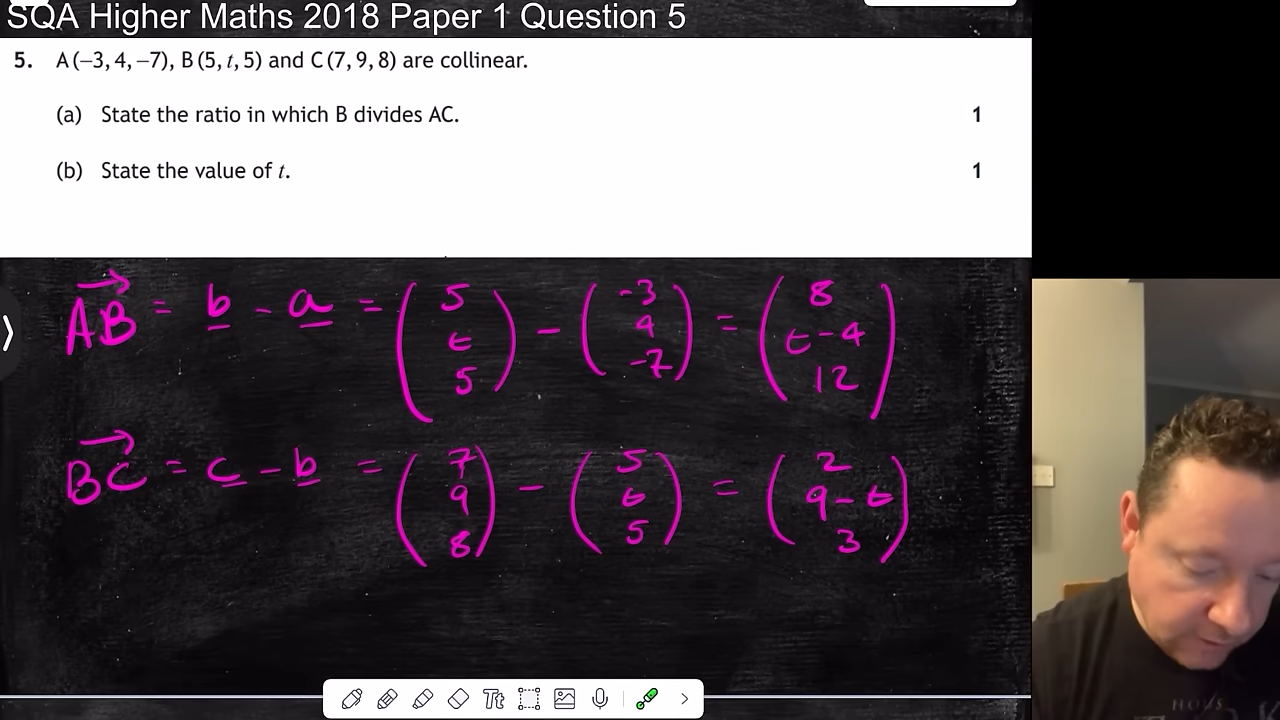 SQA Higher Maths 2018 Paper 1 Question 5
5. A(−3, 4, −7), B(5, t, 5) and C(7, 9, 8) are collinear.
(a) State the ratio in which B divides AC. 1
(b) State the value of t. 1
AB = b - a = (5 t 5) - (-3 4 -7) = (8 t-4 12)
BC = c - b = (7 9 8) - (5 t 5) = (2 9-t 3)
Tt
HOUS